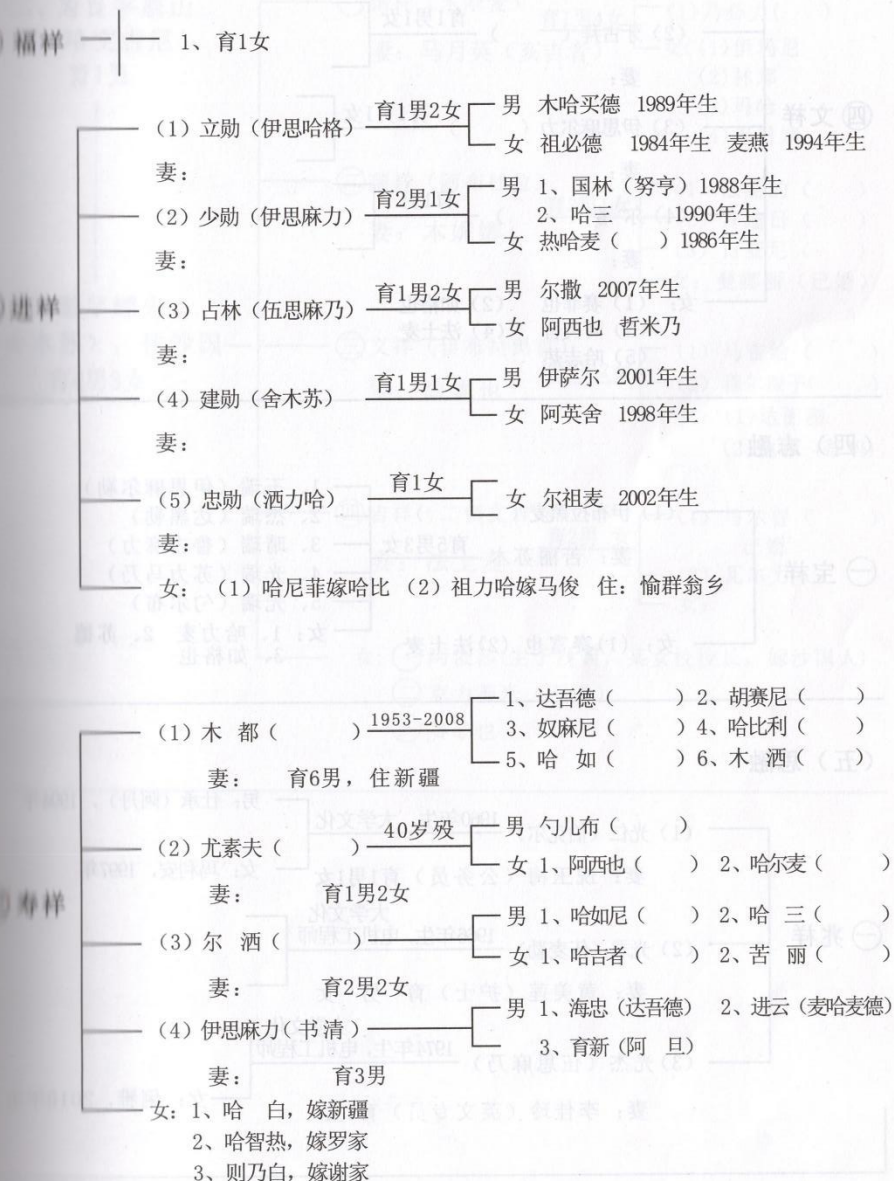 福样 1、育1女
（1）立勋（伊思哈格） 育1男2女 男 木哈买德 1989年生
女 祖必德 1984年生 麦燕 1994年生
妻：
（2）少勋（伊思麻力） 育2男1女 男 1、国林（努亨）1988年生
2、哈三 1990年生
女 热哈麦（ ）1986年生
妻：
进样
（3）占林（伍思麻乃） 育1男2女 男 尔撒 2007年生
女 阿西也 哲米乃
妻：
（4）建勋（舍木苏） 育1男1女 男 伊萨尔 2001年生
女 阿英舍 1998年生
妻：
（5）忠勋（洒力哈） 育1女 女 尔祖麦 2002年生
妻：
女：（1）哈尼菲嫁哈比（2）祖力哈嫁马俊 住：愉群翁乡
（1）木 都（ ） 1953-2008 1、达吾德（ ）2、胡赛尼（ ）
3、奴麻尼（ ）4、哈比利（ ）
5、哈 如（ ）6、木 洒（ ）
妻： 育6男，住新疆
（2）尤素夫（ ） 40岁殁 男 勺儿布（ ）
女 1、阿西也（ ） 2、哈尔麦（ ）
妻： 育1男2女
寿样
（3）尔 洒（ ） 男 1、哈如尼（ ） 2、哈 三（ ）
女 1、哈吉者（ ） 2、苦 丽（ ）
妻： 育2男2女
（4）伊思麻力（书清） 男 1、海忠（达吾德） 2、进云（麦哈麦德）
3、育新（阿 旦）
妻： 育3男
女：1、哈 白，嫁新疆
2、哈智热，嫁罗家
3、则乃白，嫁谢家